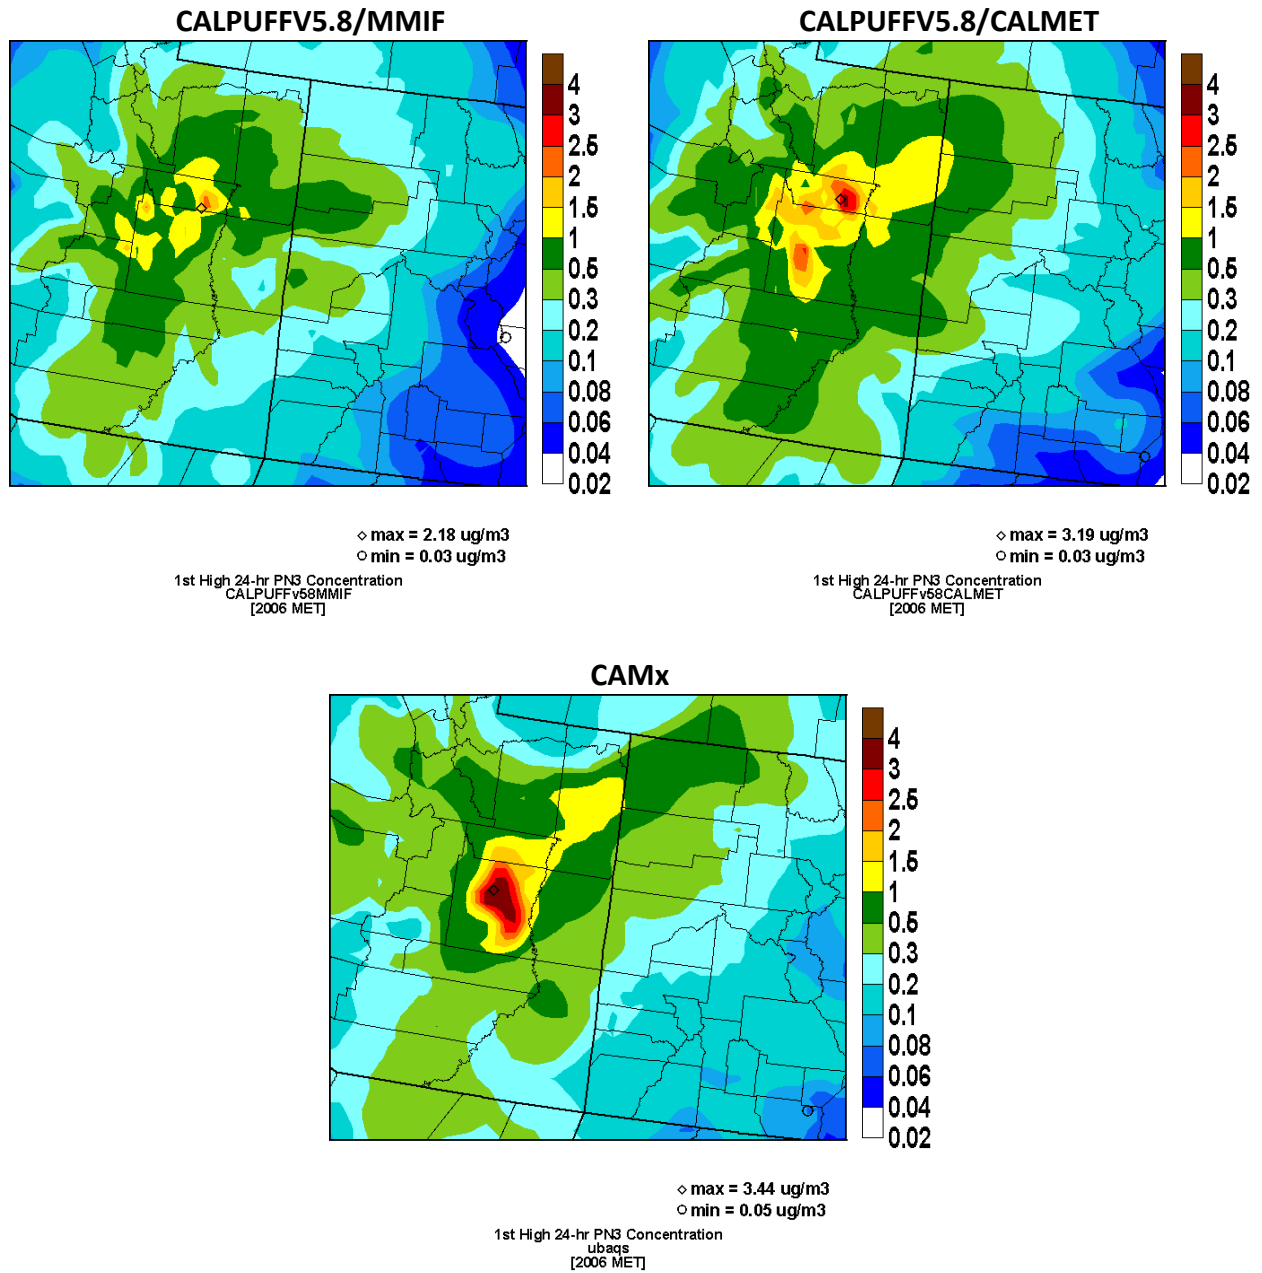 CALPUFFV5.8/MMIF
4
3
2.5
2
1.5
1
0.5
0.3
0.2
0.1
0.08
0.06
0.04
0.02
max = 2.18 ug/m3
min = 0.03 ug/m3
1st High 24-hr PN3 Concentration
CALPUFFv58MMIF
[2006 MET]
CALPUFFV5.8/CALMET
4
3
2.5
2
1.5
1
0.5
0.3
0.2
0.1
0.08
0.06
0.04
0.02
max = 3.19 ug/m3
min = 0.03 ug/m3
1st High 24-hr PN3 Concentration
CALPUFFv58CALMET
[2006 MET]
CAMx
4
3
2.5
2
1.5
1
0.5
0.3
0.2
0.1
0.08
0.06
0.04
0.02
max = 3.44 ug/m3
min = 0.05 ug/m3
1st High 24-hr PN3 Concentration
ubaqs
[2006 MET]